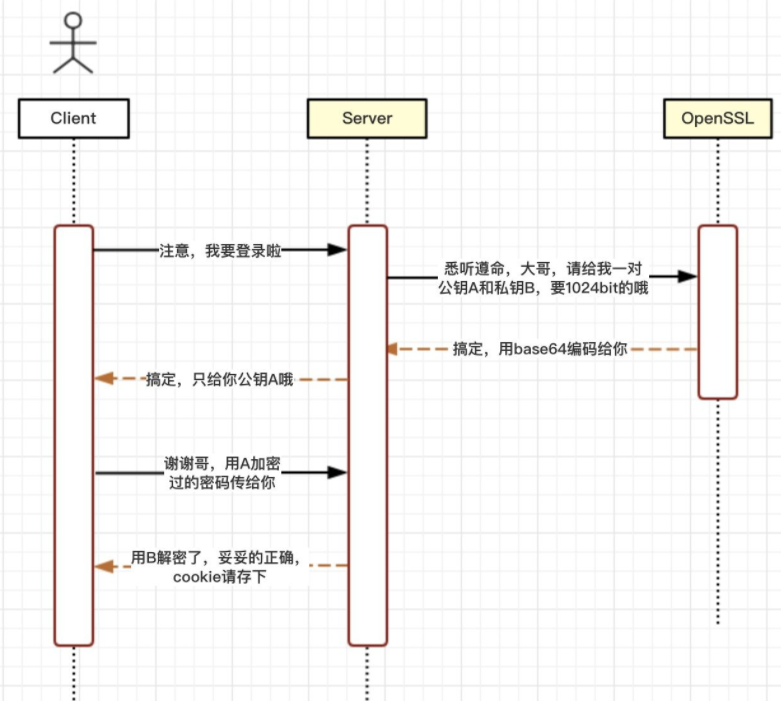 Client
Server
OpenSSL
注意，我要登录啦
悉听遵命，大哥，请给我一对
公钥A和私钥B，要1024bit的哦
搞定，用base64编码给你
搞定，只给你公钥A哦
谢谢哥，用A加密
过的密码传给你
用B解密了，妥妥的正确，
cookie请存下